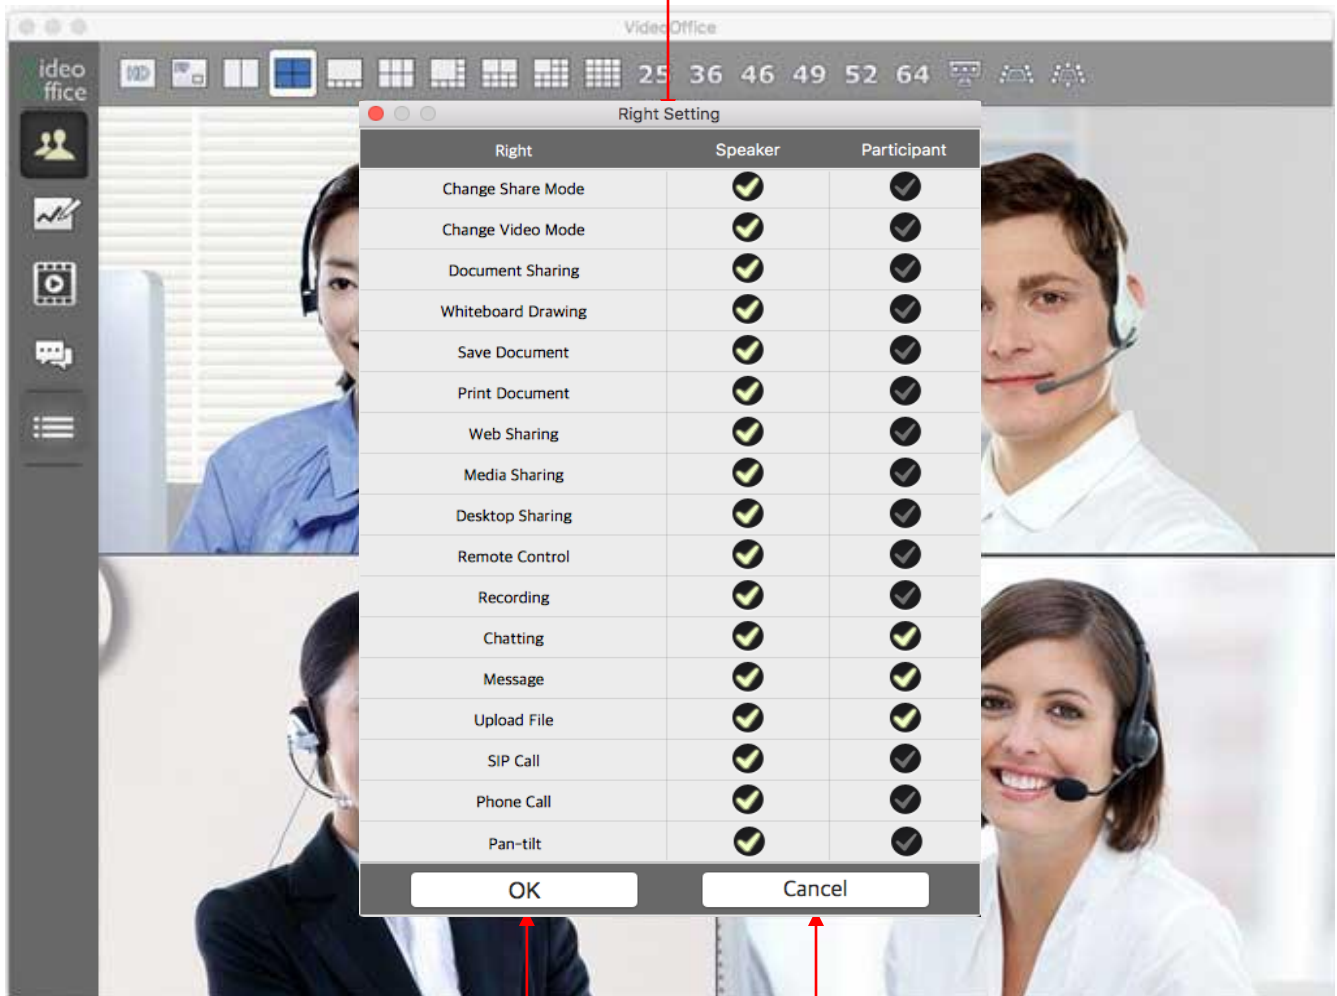 VideoOffice
Video
Office
25 36 46 49 52 64
Right Setting
Right Speaker Participant
Change Share Mode
Change Video Mode
Document Sharing
Whiteboard Drawing
Save Document
Print Document
Web Sharing
Media Sharing
Desktop Sharing
Remote Control
Recording
Chatting
Message
Upload File
SIP Call
Phone Call
Pan-tilt
OK Cancel